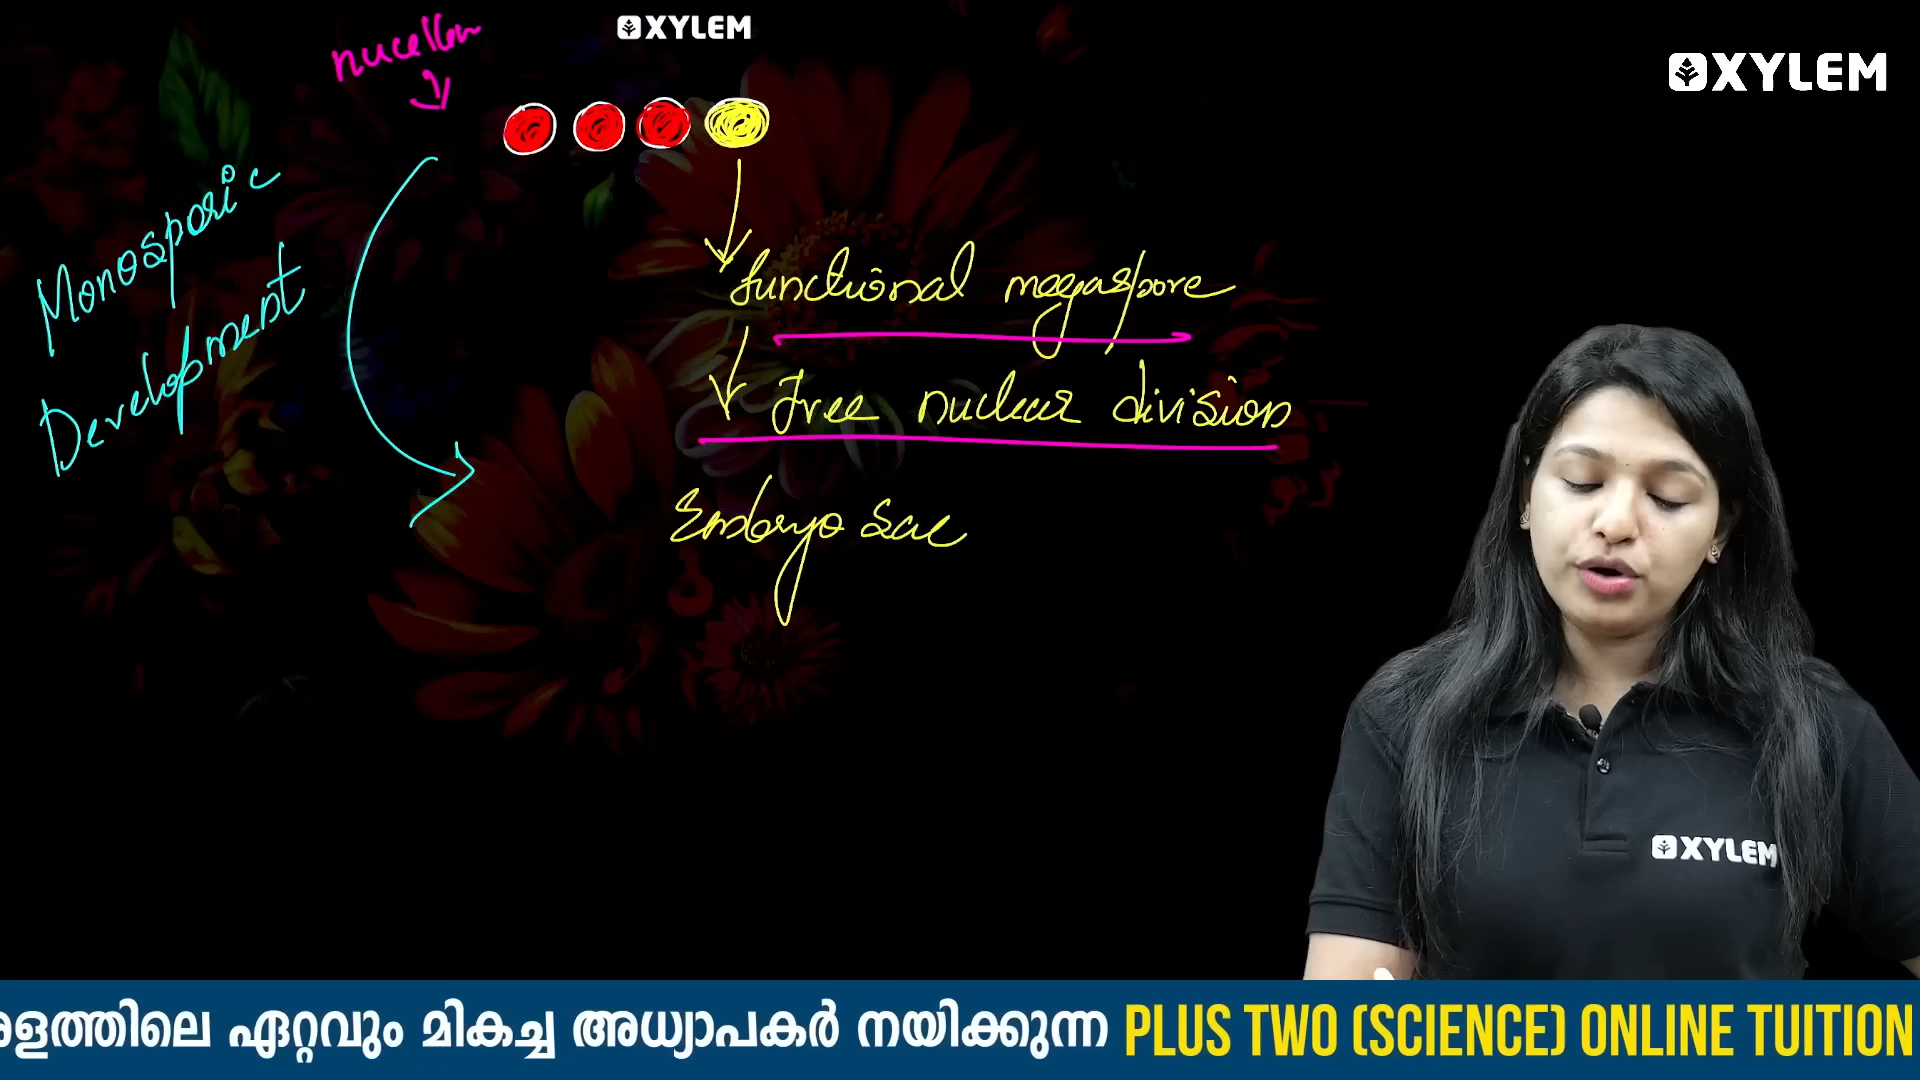 XYLEM
XYLEM
nucellus
Monosporic
Development
functional megaspore
Free nuclear division
Embryo sac
XYLEM
ളത്തിലെ ഏറ്റവും മികച്ച അധ്യാപകർ നയിക്കുന്ന PLUS TWO (SCIENCE) ONLINE TUITION